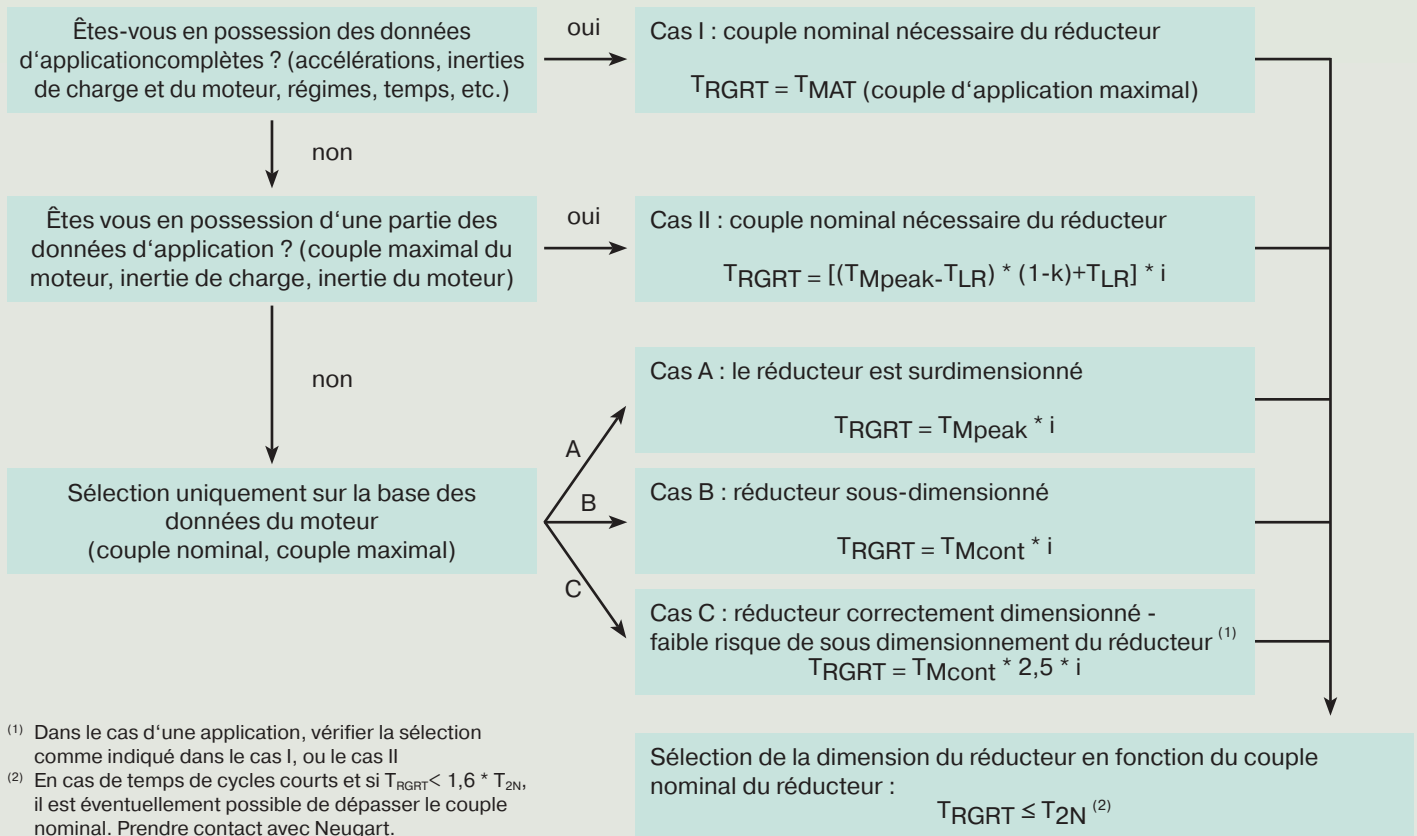 Êtes-vous en possession des données
d‘applicationcomplètes ? (accélérations, inerties
de charge et du moteur, régimes, temps, etc.)
oui
Cas I : couple nominal nécessaire du réducteur
TRGRT = TMAT (couple d‘application maximal)
non
Êtes vous en possession d‘une partie des
données d‘application ? (couple maximal du
moteur, inertie de charge, inertie du moteur)
oui
Cas II : couple nominal nécessaire du réducteur
TRGRT = [(TMpeak-TLR) * (1-k)+TLR] * i
non
Sélection uniquement sur la base des
données du moteur
(couple nominal, couple maximal)
A
Cas A : le réducteur est surdimensionné
TRGRT = TMpeak * i
B
Cas B : réducteur sous-dimensionné
TRGRT = TMcont * i
C
Cas C : réducteur correctement dimensionné -
faible risque de sous dimensionnement du réducteur (1)
TRGRT = TMcont * 2,5 * i
(1) Dans le cas d‘une application, vérifier la sélection
comme indiqué dans le cas I, ou le cas II
(2) En cas de temps de cycles courts et si TRGRT< 1,6 * T2N,
il est éventuellement possible de dépasser le couple
nominal. Prendre contact avec Neugart.
Sélection de la dimension du réducteur en fonction du couple
nominal du réducteur :
TRGRT ≤ T2N (2)